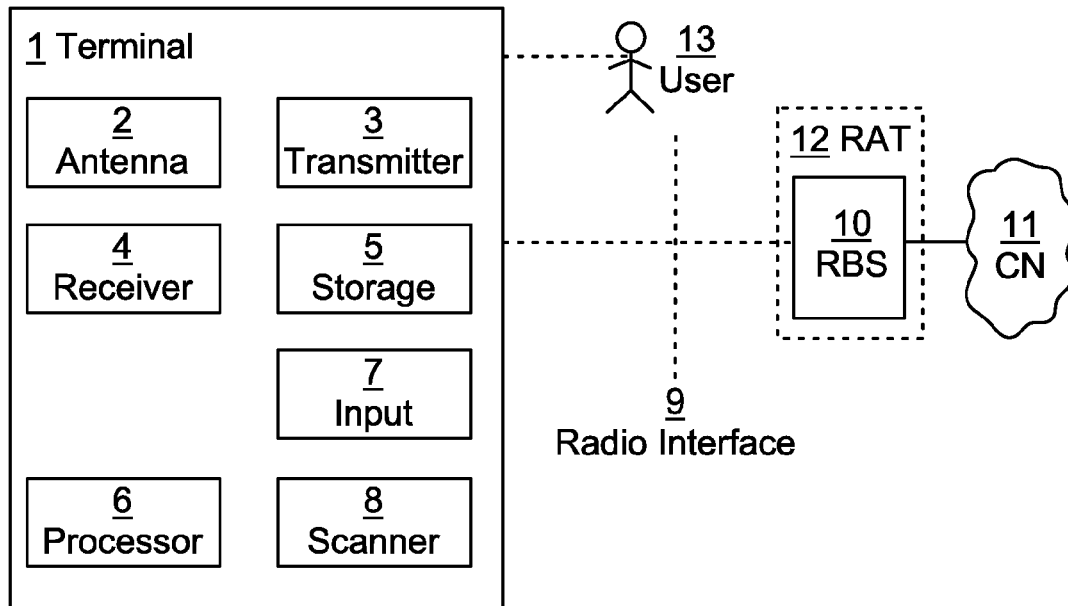 1 Terminal
2
Antenna
3
Transmitter
4
Receiver
5
Storage
7
Input
6
Processor
8
Scanner
13
User
12 RAT
10
RBS
11
CN
9
Radio Interface